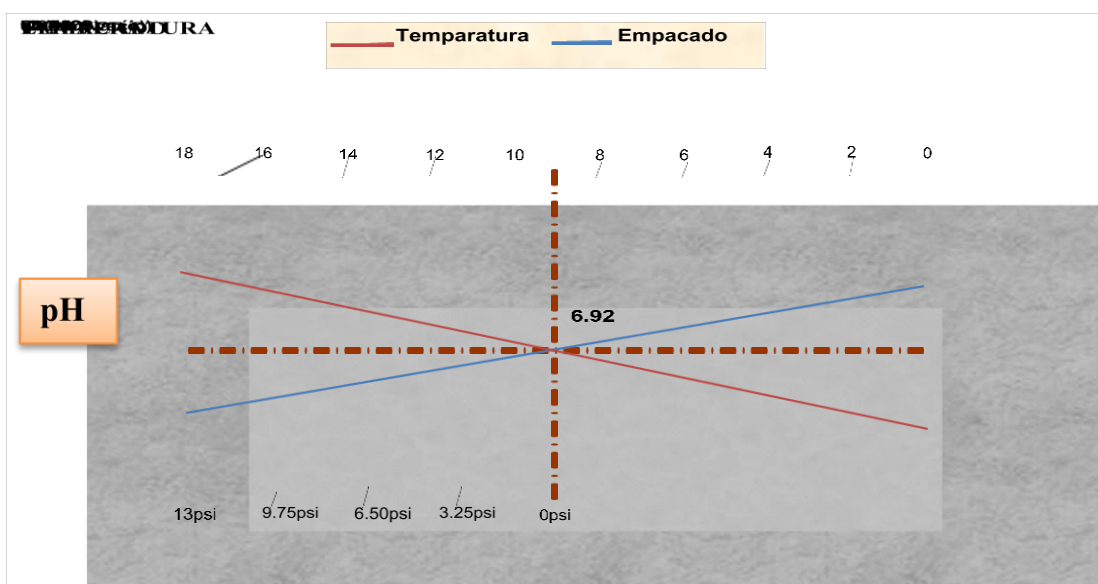 Temparatura Empacado
18 16 14 12 10 8 6 4 2 0
pH
6.92
13psi 9.75psi 6.50psi 3.25psi 0psi